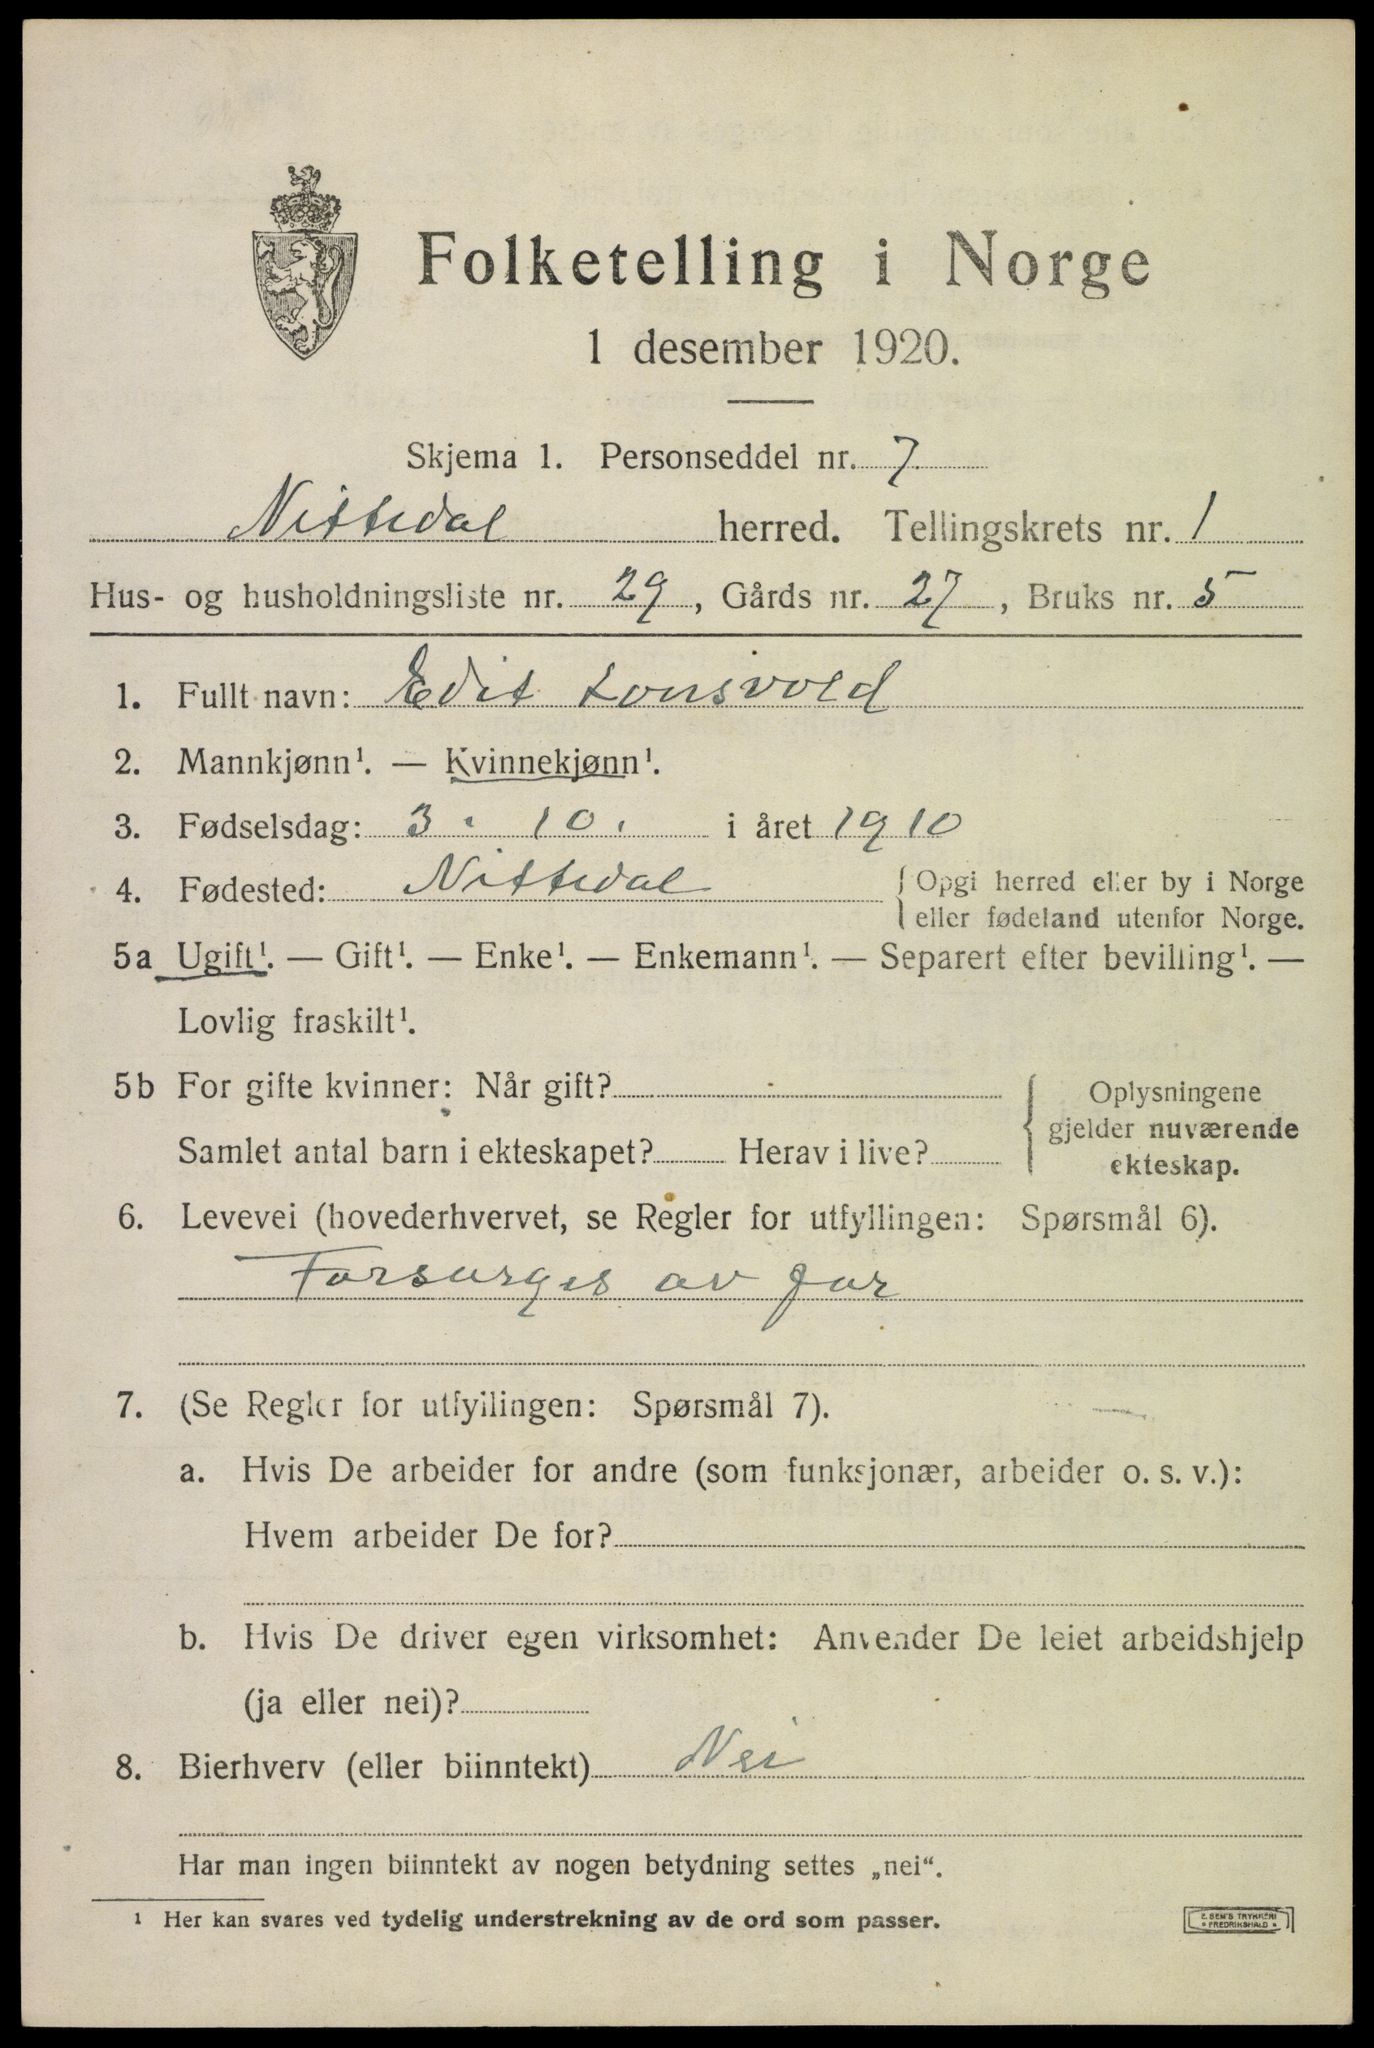 Folketelling i Norge
1 desember 1920.
Skjema 1. Personseddel nr. 7
Nittedal herred. Tellingskrets nr. 1
Hus- og husholdningsliste nr. 29, Gårds nr. 27, Bruks nr. 5
1. Fullt navn: Edit Lonsvold
2. Mannkjønn¹. — Kvinnekjønn¹.
3. Fødselsdag: 3. 10. i året 1910
4. Fødested: Nittedal { Opgi herred eller by i Norge
eller fødeland utenfor Norge.
5a Ugift¹. — Gift¹. — Enke¹. — Enkemann¹. — Separert efter bevilling¹. —
Lovlig fraskilt¹.
5b For gifte kvinner: Når gift?
Samlet antal barn i ekteskapet? Herav i live?
Oplysningene
gjelder nuværende
ekteskap.
6. Levevei (hovederhvervet, se Regler for utfyllingen: Spørsmål 6).
Forsørges av far
7. (Se Regler for utfyllingen: Spørsmål 7).
a. Hvis De arbeider for andre (som funksjonær, arbeider o. s. v.):
Hvem arbeider De for?
b. Hvis De driver egen virksomhet: Anvender De leiet arbeidshjelp
(ja eller nei)?
8. Bierhverv (eller biinntekt) Nei
Har man ingen biinntekt av nogen betydning settes „nei“.
¹ Her kan svares ved tydelig understrekning av de ord som passer.
E. SEM'S TRYKKERI
FREDRIKSHALD